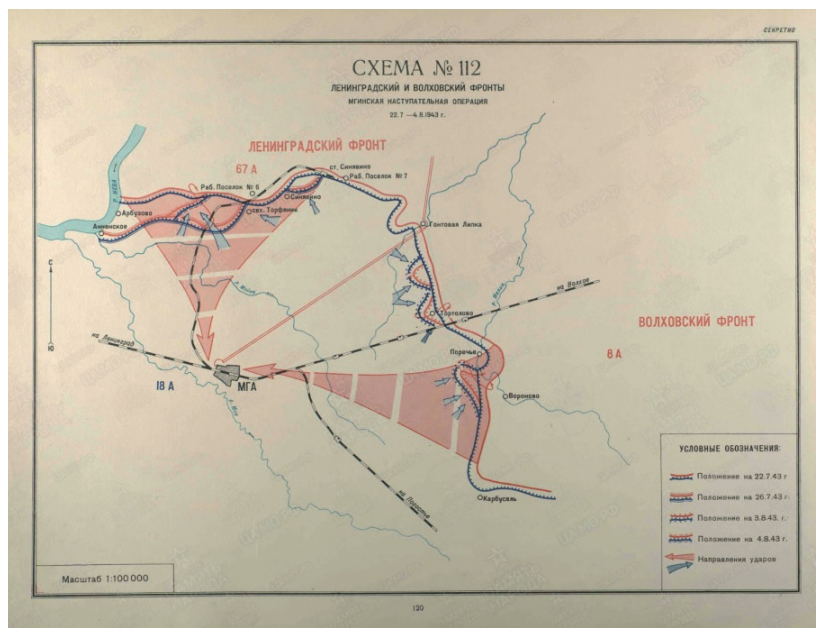 СЕКРЕТНО
СХЕМА № 112
ЛЕНИНГРАДСКИЙ И ВОЛХОВСКИЙ ФРОНТЫ
МГИНСКАЯ НАСТУПАТЕЛЬНАЯ ОПЕРАЦИЯ
22.7 — 4.8.1943 г.
ЛЕНИНГРАДСКИЙ ФРОНТ
67 А
ст. Синявино
Раб. Поселок № 7
Раб. Поселок № 6
Синявино
свх. Торфяник
Арбузово
Анненское
р. Нева
Гонтовая Липка
С
Ю
на Волхов
Тортолово
ВОЛХОВСКИЙ ФРОНТ
8 А
на Ленинград
Поречье
18 А
МГА
Вороново
р. Мга
на Погостье
Карбусель
УСЛОВНЫЕ ОБОЗНАЧЕНИЯ:
Положение на 22.7.43 г
Положение на 26.7.43г.
Положение на 3.8.43. г.
Положение на 4.8.43 г.
Направления ударов
Масштаб 1:100 000
120